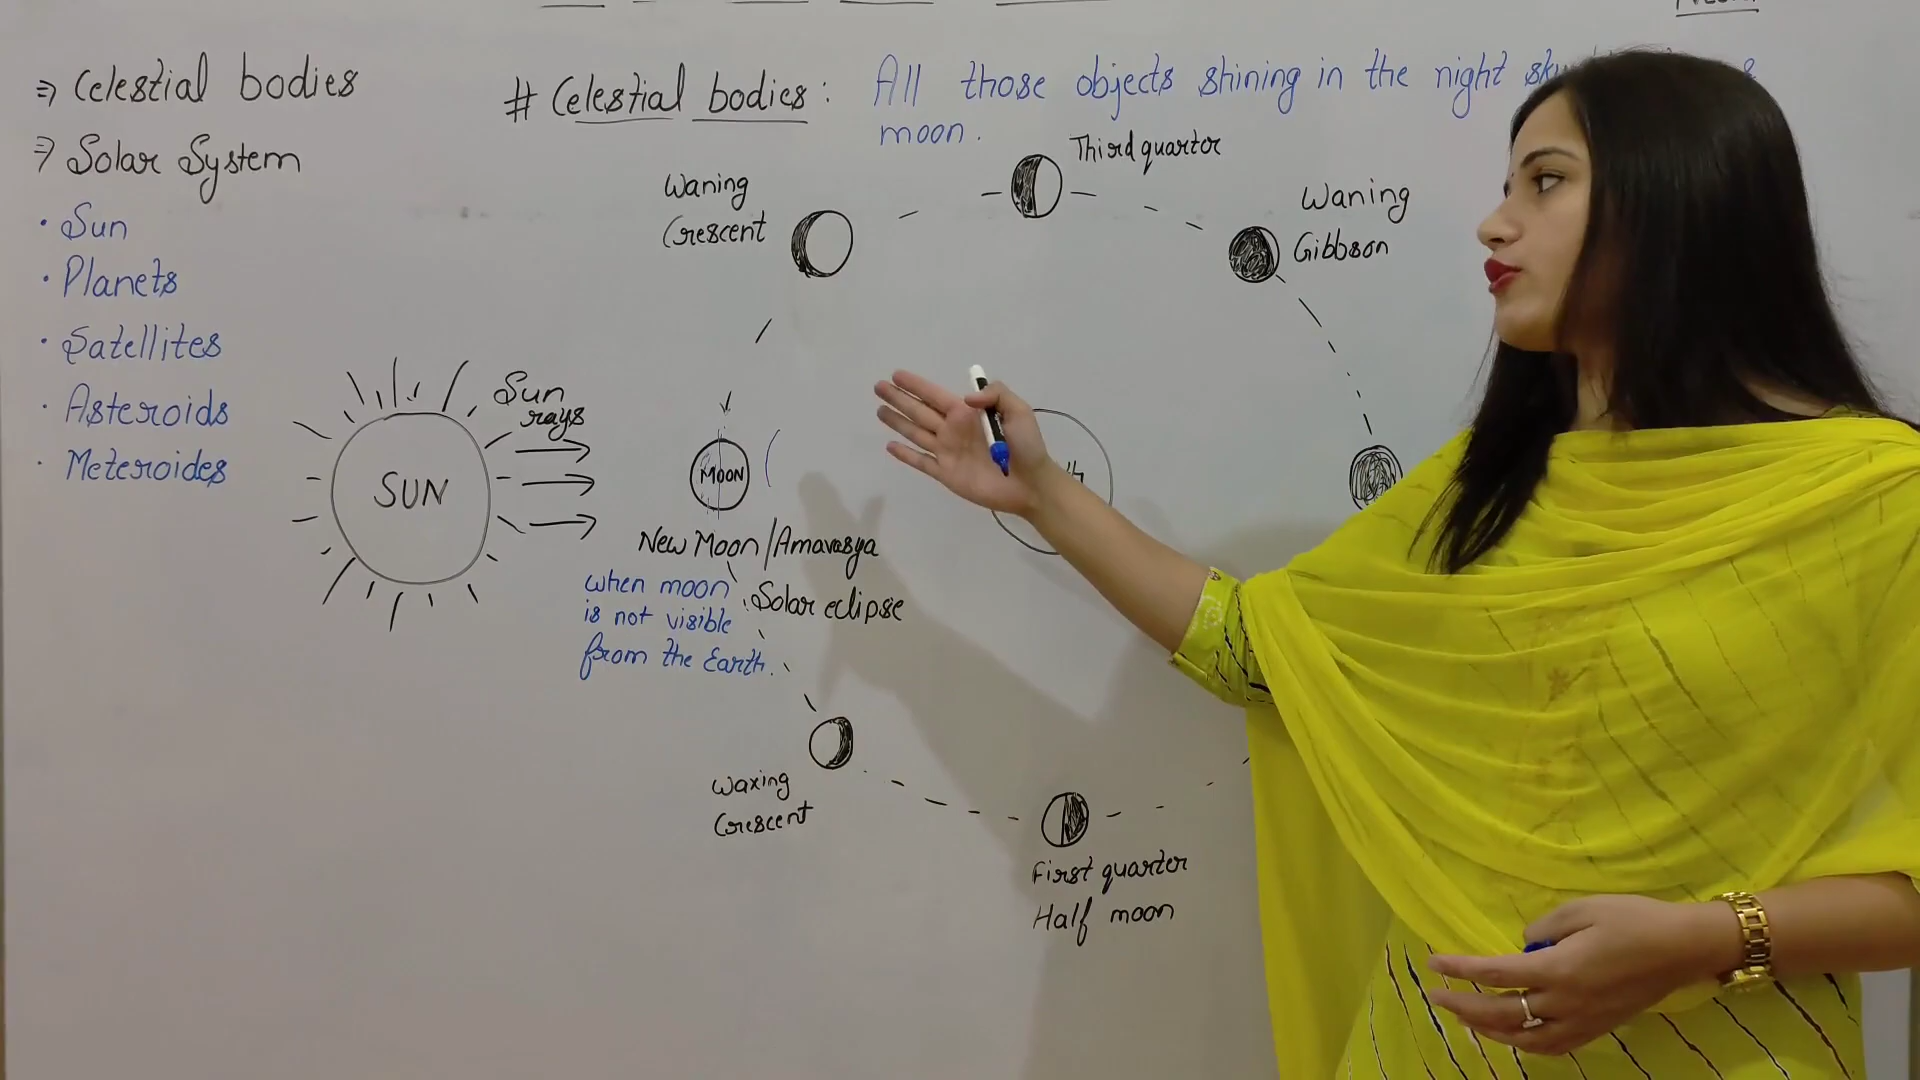 ⇒ Celestial bodies
⇒ Solar System
· Sun
· Planets
· Satellites
· Asteroids
· Meteroides
# Celestial bodies: All those objects shining in the night
moon.
Third quarter
Waning
Crescent
Waning
Gibbson
Sun
rays
SUN
MOON
New Moon/Amavasya
when moon
is not visible
from the Earth.
Solar eclipse
Waxing
Crescent
First quarter
Half moon